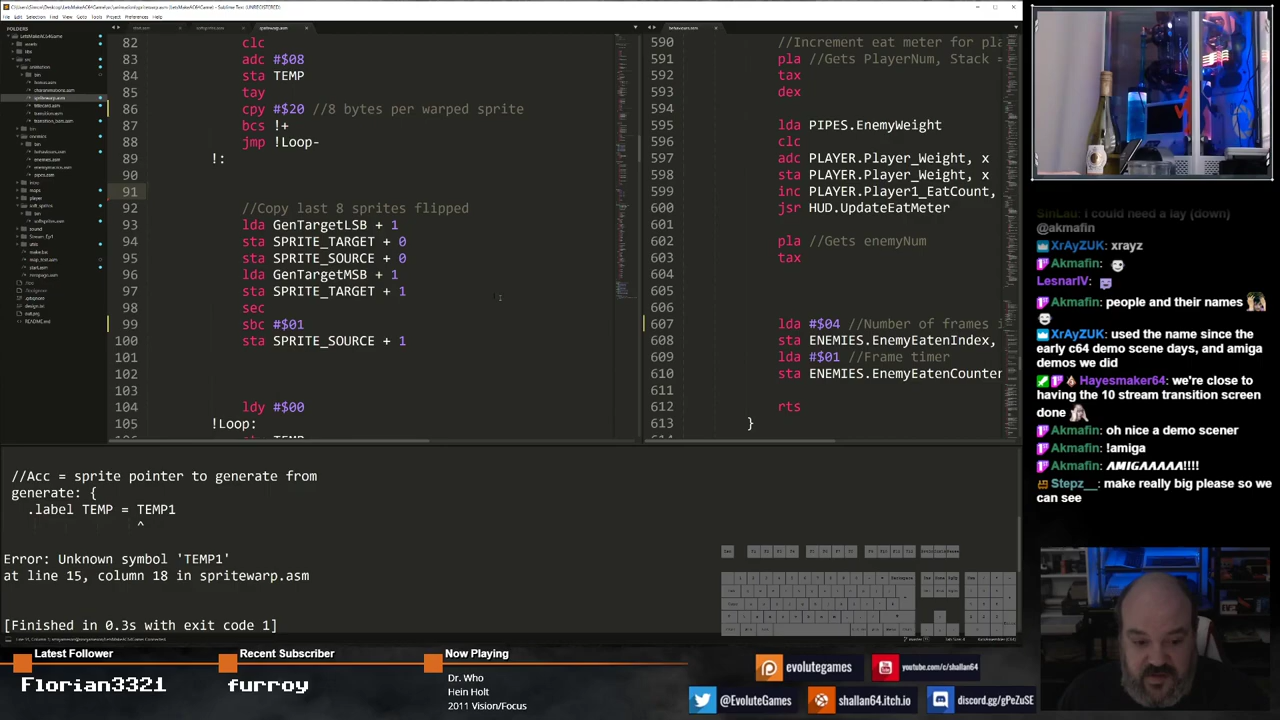 FOLDERS
82 clc
83 adc #$08
84 sta TEMP
85 tay
86 cpy #$20 //8 bytes per warped sprite
87 bcs !+
88 jmp !Loop-
89 !:
90
91
92 //Copy last 8 sprites flipped
93 lda GenTargetLSB + 1
94 sta SPRITE_TARGET + 0
95 sta SPRITE_SOURCE + 0
96 lda GenTargetMSB + 1
97 sta SPRITE_TARGET + 1
98 sec
99 sbc #$01
100 sta SPRITE_SOURCE + 1
101
102
103
104 ldy #$00
105 !Loop:
590 //Increment eat meter for pla
591 pla //Gets PlayerNum, Stack =
592 tax
593 dex
594
595 lda PIPES.EnemyWeight
596 clc
597 adc PLAYER.Player_Weight, x
598 sta PLAYER.Player_Weight, x
599 inc PLAYER.Player1_EatCount,
600 jsr HUD.UpdateEatMeter
601
602 pla //Gets enemyNum
603 tax
604
605
606
607 lda #$04 //Number of frames
608 sta ENEMIES.EnemyEatenIndex,
609 lda #$01 //Frame timer
610 sta ENEMIES.EnemyEatenCounter
611
612 rts
613 }
//Acc = sprite pointer to generate from
generate: {
.label TEMP = TEMP1
^
Error: Unknown symbol 'TEMP1'
at line 15, column 18 in spritewarp.asm
[Finished in 0.3s with exit code 1]
SinLau: I could need a lay (down)
@akmafin
XrAyZUK: xrayz
Akmafin:
LesnarIV:
Akmafin: people and their names
XrAyZUK: used the name since the
early c64 demo scene days, and amiga
demos we did
Hayesmaker64: we're close to
having the 10 stream transition screen
done
Akmafin: oh nice a demo scener
Akmafin: !amiga
Akmafin: AMIGAAAAA!!!!
Stepz__: make really big please so we
can see
Latest Follower
Florian3321
Recent Subscriber
furroy
Now Playing
Dr. Who
Hein Holt
2011 Vision/Focus
evolutegames
youtube.com/c/shallan64
@EvoluteGames
shallan64.itch.io
discord.gg/gPeZuSE